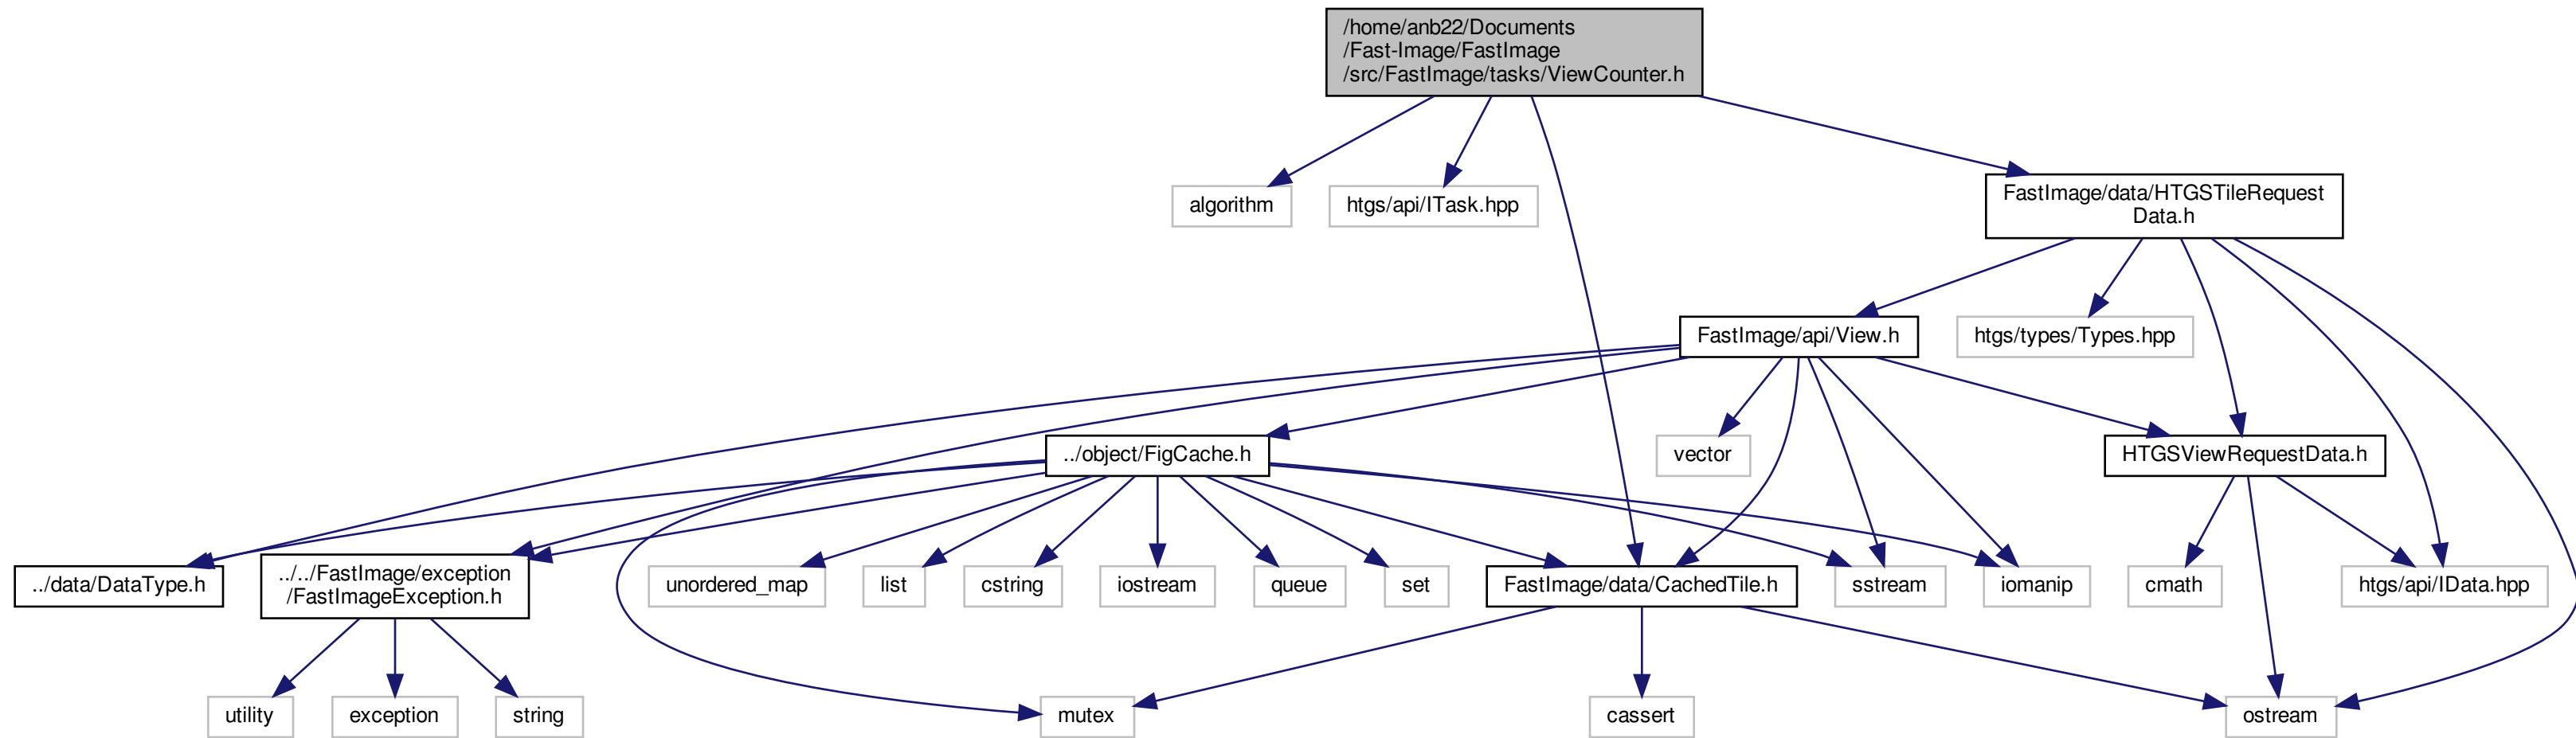 /home/anb22/Documents
/Fast-Image/FastImage
/src/FastImage/tasks/ViewCounter.h
algorithm
htgs/api/ITask.hpp
FastImage/data/HTGSTileRequest
Data.h
FastImage/api/View.h
htgs/types/Types.hpp
../object/FigCache.h
vector
HTGSViewRequestData.h
../data/DataType.h
../../FastImage/exception
/FastImageException.h
unordered_map
list
cstring
iostream
queue
set
FastImage/data/CachedTile.h
sstream
iomanip
cmath
htgs/api/IData.hpp
utility
exception
string
mutex
cassert
ostream